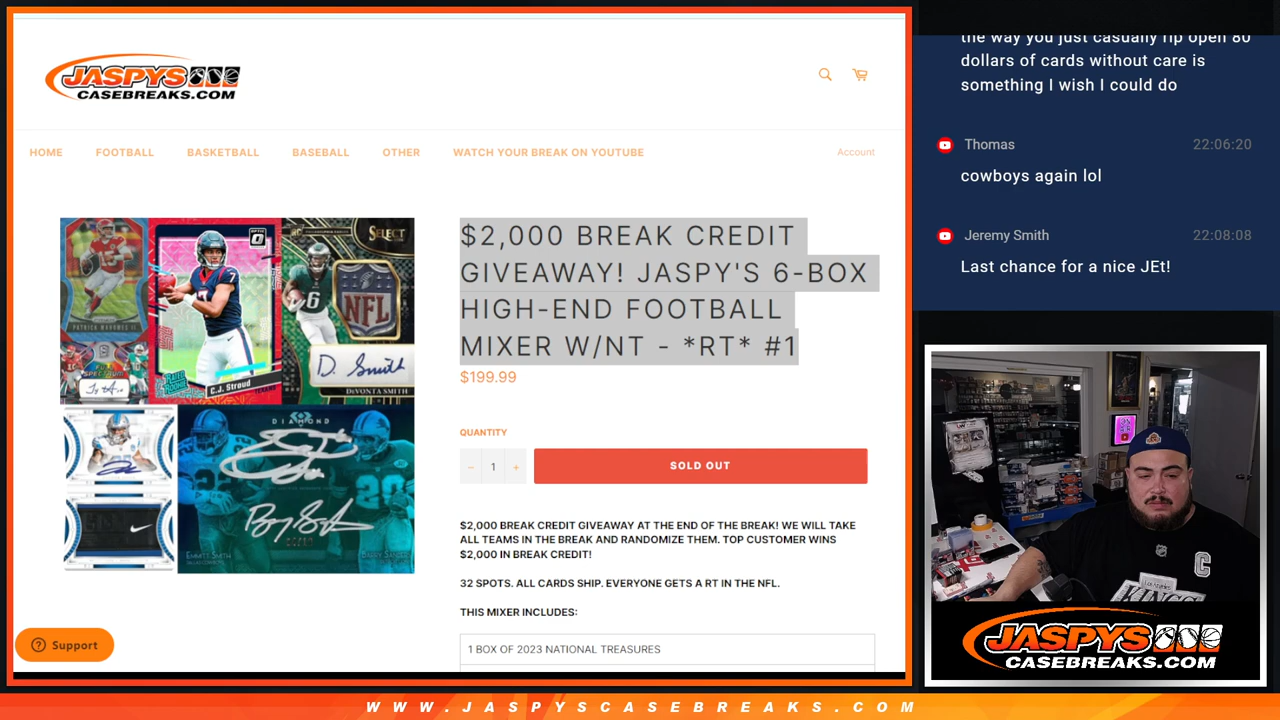 JASPYS
CASEBREAKS.COM
HOME
FOOTBALL
BASKETBALL
BASEBALL
OTHER
WATCH YOUR BREAK ON YOUTUBE
Account
OPTIC
SELECT
PATRICK MAHOMES II
C.J. Stroud
NFL
DEVONTA SMITH
DIAMOND
EMMITT SMITH
$2,000 BREAK CREDIT
GIVEAWAY! JASPY'S 6-BOX
HIGH-END FOOTBALL
MIXER W/NT - *RT* #1
$199.99
QUANTITY
−
1
+
SOLD OUT
$2,000 BREAK CREDIT GIVEAWAY AT THE END OF THE BREAK! WE WILL TAKE
ALL TEAMS IN THE BREAK AND RANDOMIZE THEM. TOP CUSTOMER WINS
$2,000 IN BREAK CREDIT!
32 SPOTS. ALL CARDS SHIP. EVERYONE GETS A RT IN THE NFL.
THIS MIXER INCLUDES:
1 BOX OF 2023 NATIONAL TREASURES
Support
the way you just casually rip open 80
dollars of cards without care is
something I wish I could do
Thomas 22:06:20
cowboys again lol
Jeremy Smith 22:08:08
Last chance for a nice JEt!
C
KINGS
JASPYS
CASEBREAKS.COM
WWW.JASPYSCASEBREAKS.COM